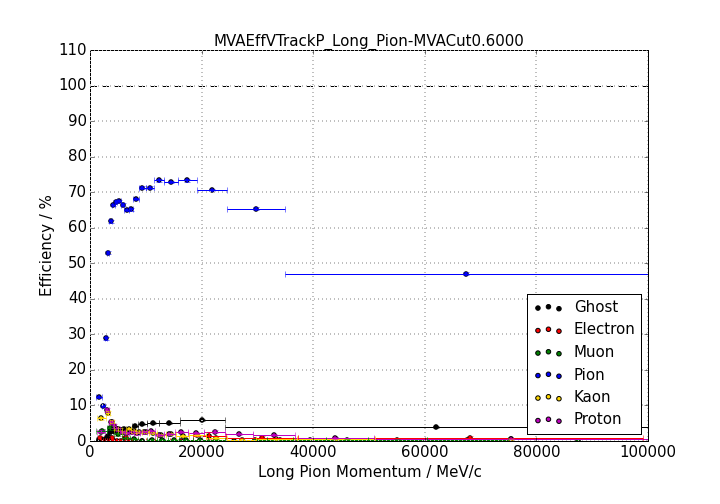 MVAEffVTrackP_Long_Pion-MVACut0.6000
110
100
90
80
70
60
50
40
30
20
10
0
Efficiency / %
Ghost
Electron
Muon
Pion
Kaon
Proton
0 20000 40000 60000 80000 100000
Long Pion Momentum / MeV/c